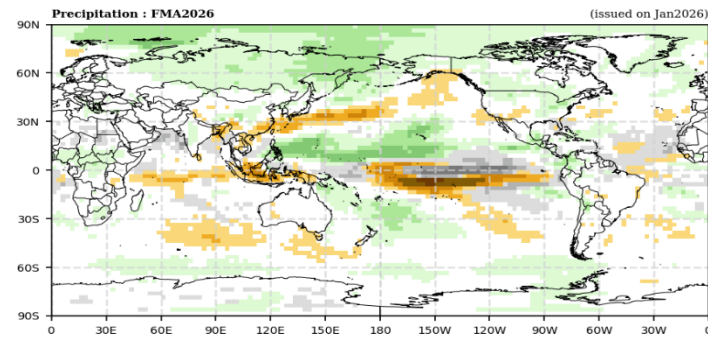 Precipitation : FMA2026 (issued on Jan2026)
90N
60N
30N
0
30S
60S
90S
0 30E 60E 90E 120E 150E 180 150W 120W 90W 60W 30W 0